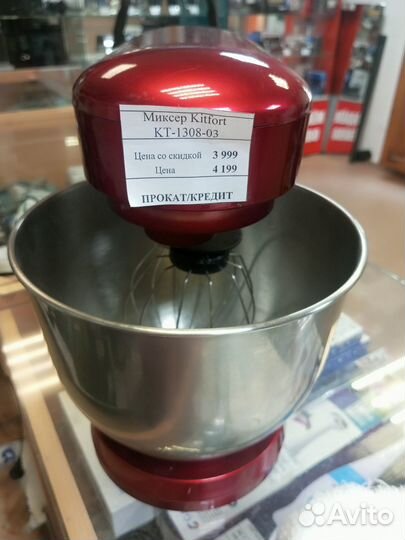 Миксер Kitfort
KT-1308-03
Цена со скидкой 3 999
Цена 4 199
ПРОКАТ/КРЕДИТ
Avito